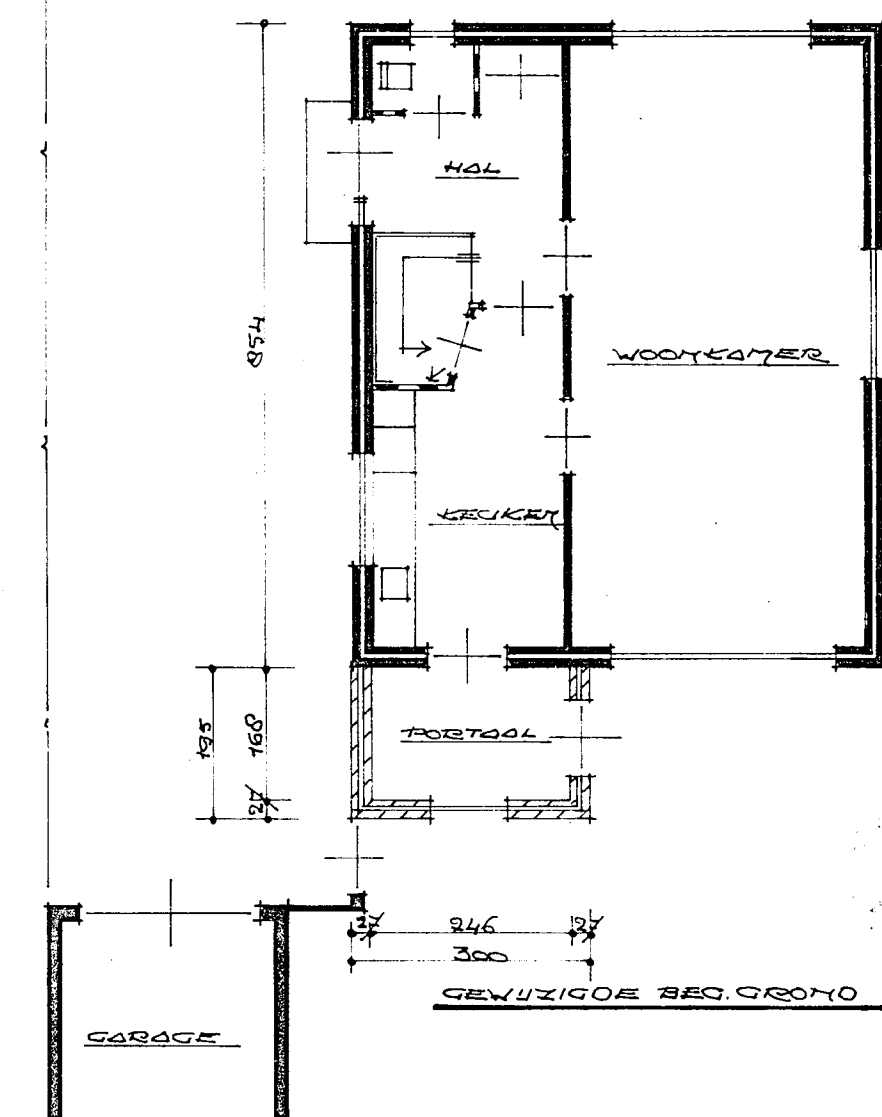 HAL
854
WOONKAMER
KEUKEN
PORTAAL
195
168
27
27
246
27
300
GEWIJZIGDE BEG. GROND
GARAGE